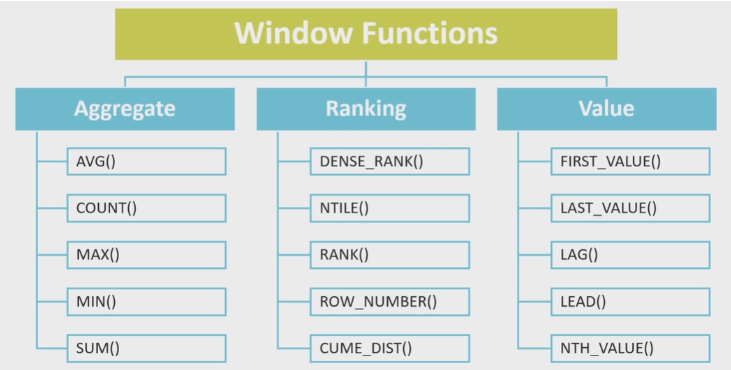 Window Functions
Aggregate
AVG()
COUNT()
MAX()
MIN()
SUM()
Ranking
DENSE_RANK()
NTILE()
RANK()
ROW_NUMBER()
CUME_DIST()
Value
FIRST_VALUE()
LAST_VALUE()
LAG()
LEAD()
NTH_VALUE()